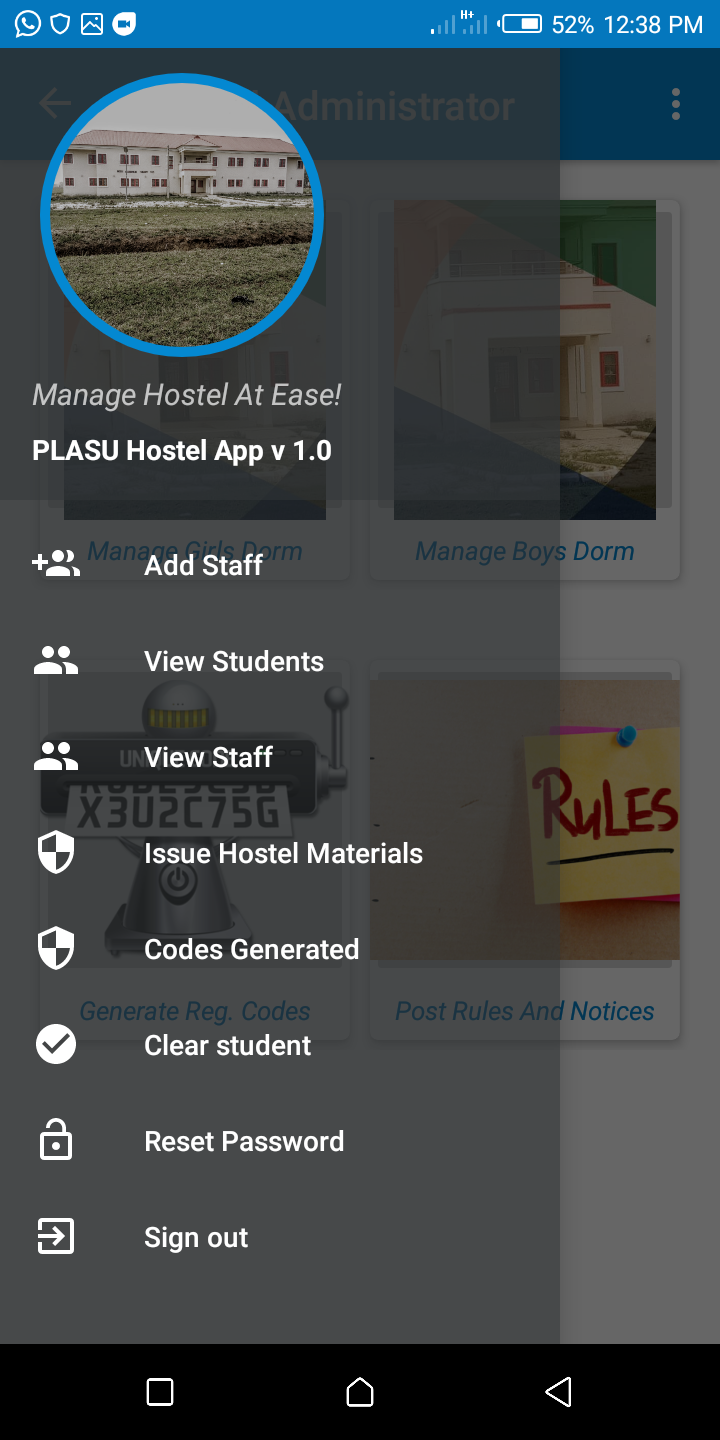 H+ 52% 12:38 PM
Administrator
Manage Hostel At Ease!
PLASU Hostel App v 1.0
Manage Girls Dorm
Manage Boys Dorm
Add Staff
View Students
View Staff
X3U2C75G
RULES
Issue Hostel Materials
Codes Generated
Generate Reg. Codes
Post Rules And Notices
Clear student
Reset Password
Sign out